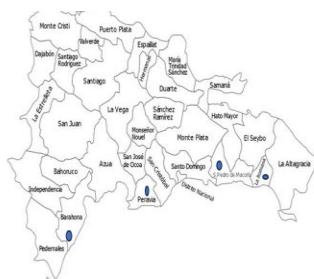 Monte Cristi
Puerto Plata
Valverde
Espaillat
Dajabón
Santiago
Rodríguez
Hermanas
María
Trinidad
Sánchez
Santiago
Duarte
Samaná
La Estrelleta
La Vega
Sánchez
Ramírez
Hato Mayor
San Juan
Monseñor
Nouel
Monte Plata
El Seybo
San José
de Ocoa
San Cristóbal
Santo Domingo
S. Pedro de Macorís
La Romana
La Altagracia
Azua
Bahoruco
Peravia
Distrito Nacional
Independencia
Barahona
Pedernales